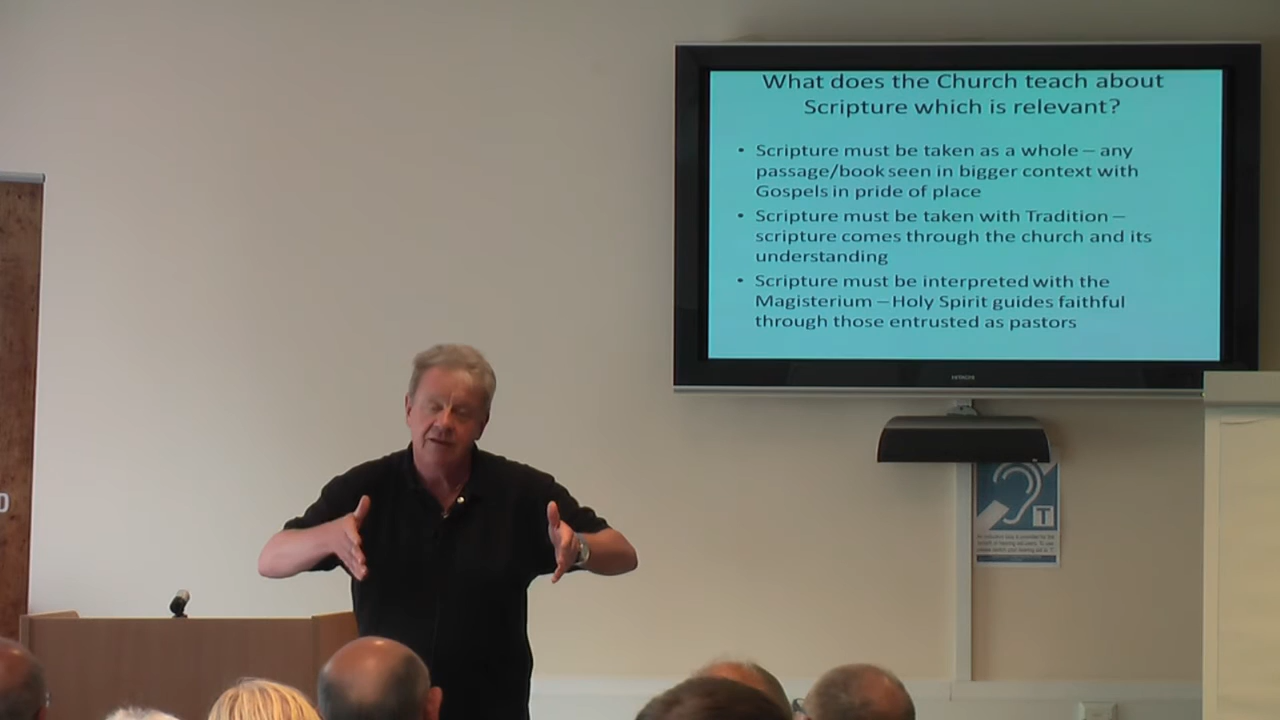 What does the Church teach about
Scripture which is relevant?
• Scripture must be taken as a whole – any
passage/book seen in bigger context with
Gospels in pride of place
• Scripture must be taken with Tradition –
scripture comes through the church and its
understanding
• Scripture must be interpreted with the
Magisterium – Holy Spirit guides faithful
through those entrusted as pastors
HITACHI
T